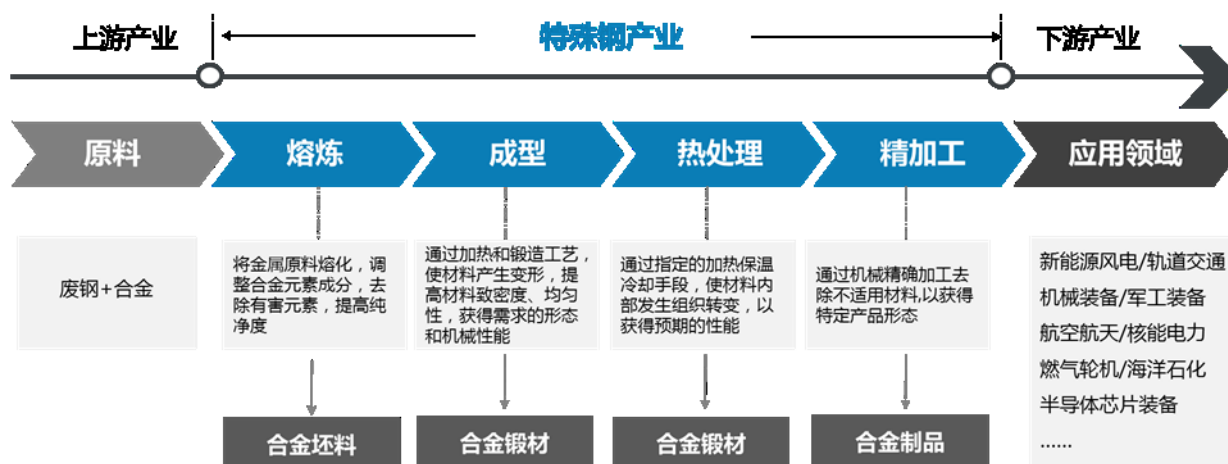 上游产业
特殊钢产业
下游产业
原料
熔炼
成型
热处理
精加工
应用领域
废钢+合金
将金属原料熔化，调
整合金元素成分，去
除有害元素，提高纯
净度
通过加热和锻造工艺，
使材料产生变形，提
高材料致密度、均匀
性，获得需求的形态
和机械性能
通过指定的加热保温
冷却手段，使材料内
部发生组织转变，以
获得预期的性能
通过机械精确加工去
除不适用材料,以获得
特定产品形态
新能源风电/轨道交通
机械装备/军工装备
航空航天/核能电力
燃气轮机/海洋石化
半导体芯片装备
......
合金坯料
合金锻材
合金锻材
合金制品